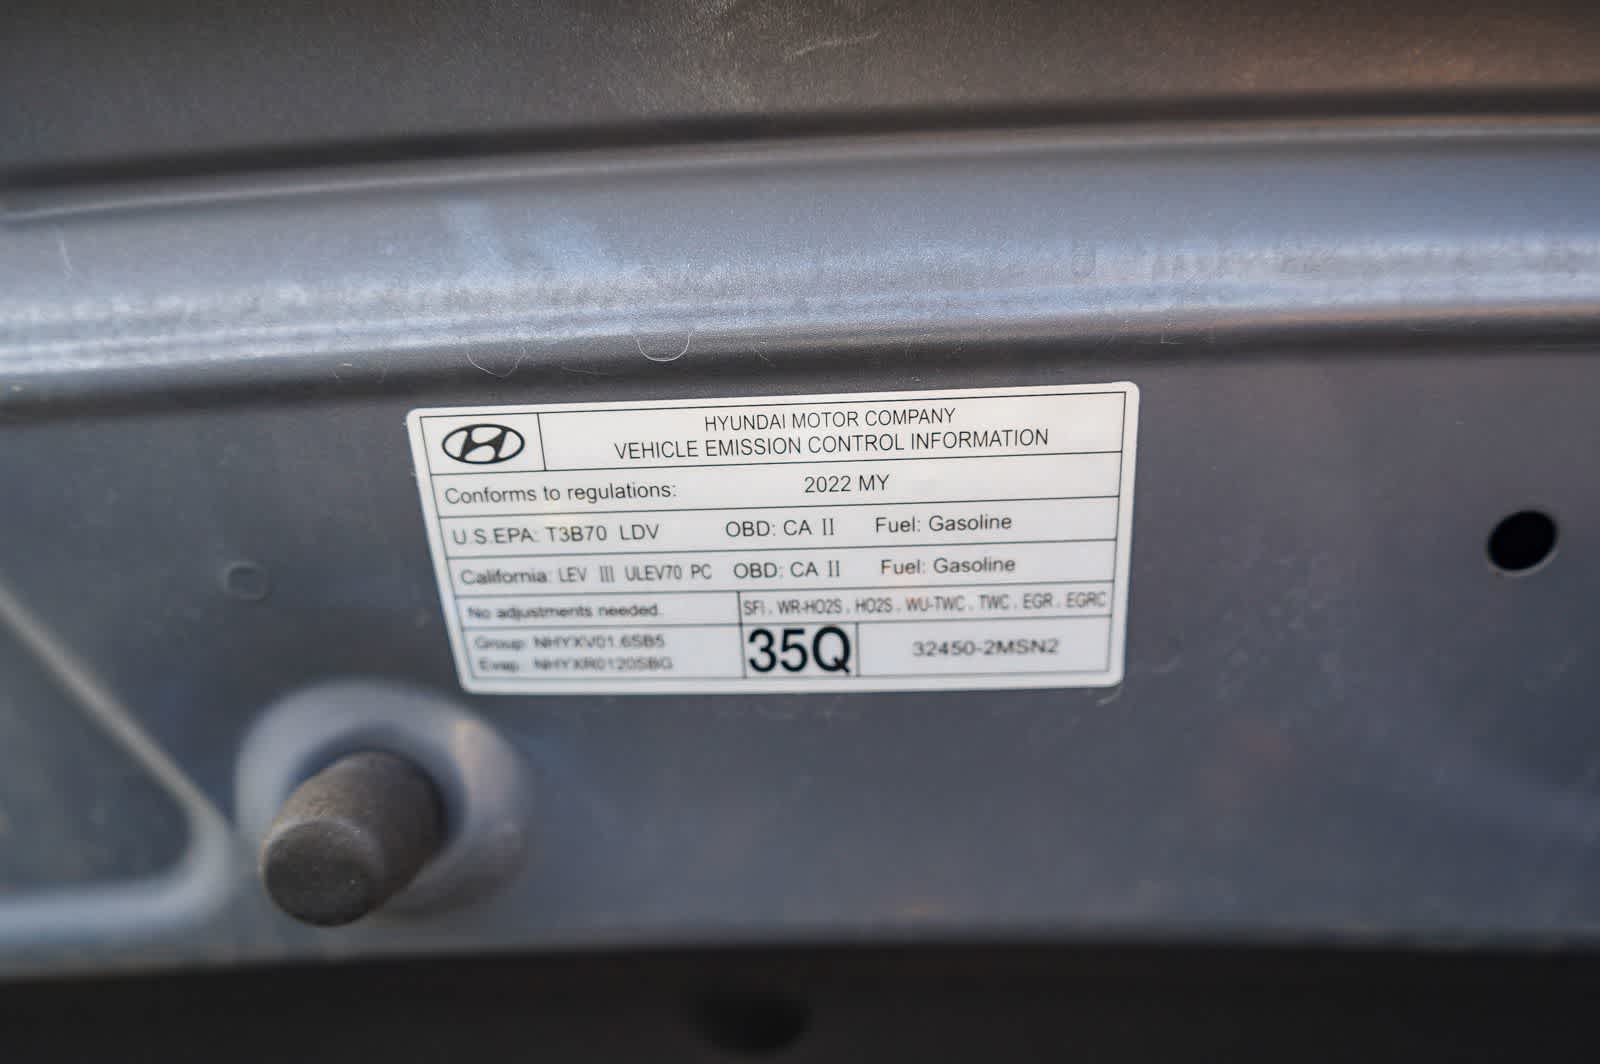 HYUNDAI MOTOR COMPANY
VEHICLE EMISSION CONTROL INFORMATION
Conforms to regulations: 2022 MY
U.S.EPA: T3B70 LDV OBD: CA II Fuel: Gasoline
California: LEV III ULEV70 PC OBD: CA II Fuel: Gasoline
No adjustments needed. SFI, WR-HO2S, HO2S, WU-TWC, TWC, EGR, EGRC
Group: NHYXV01.6SB5
Evap: NHYXR0120SBG
35Q
32450-2MSN2